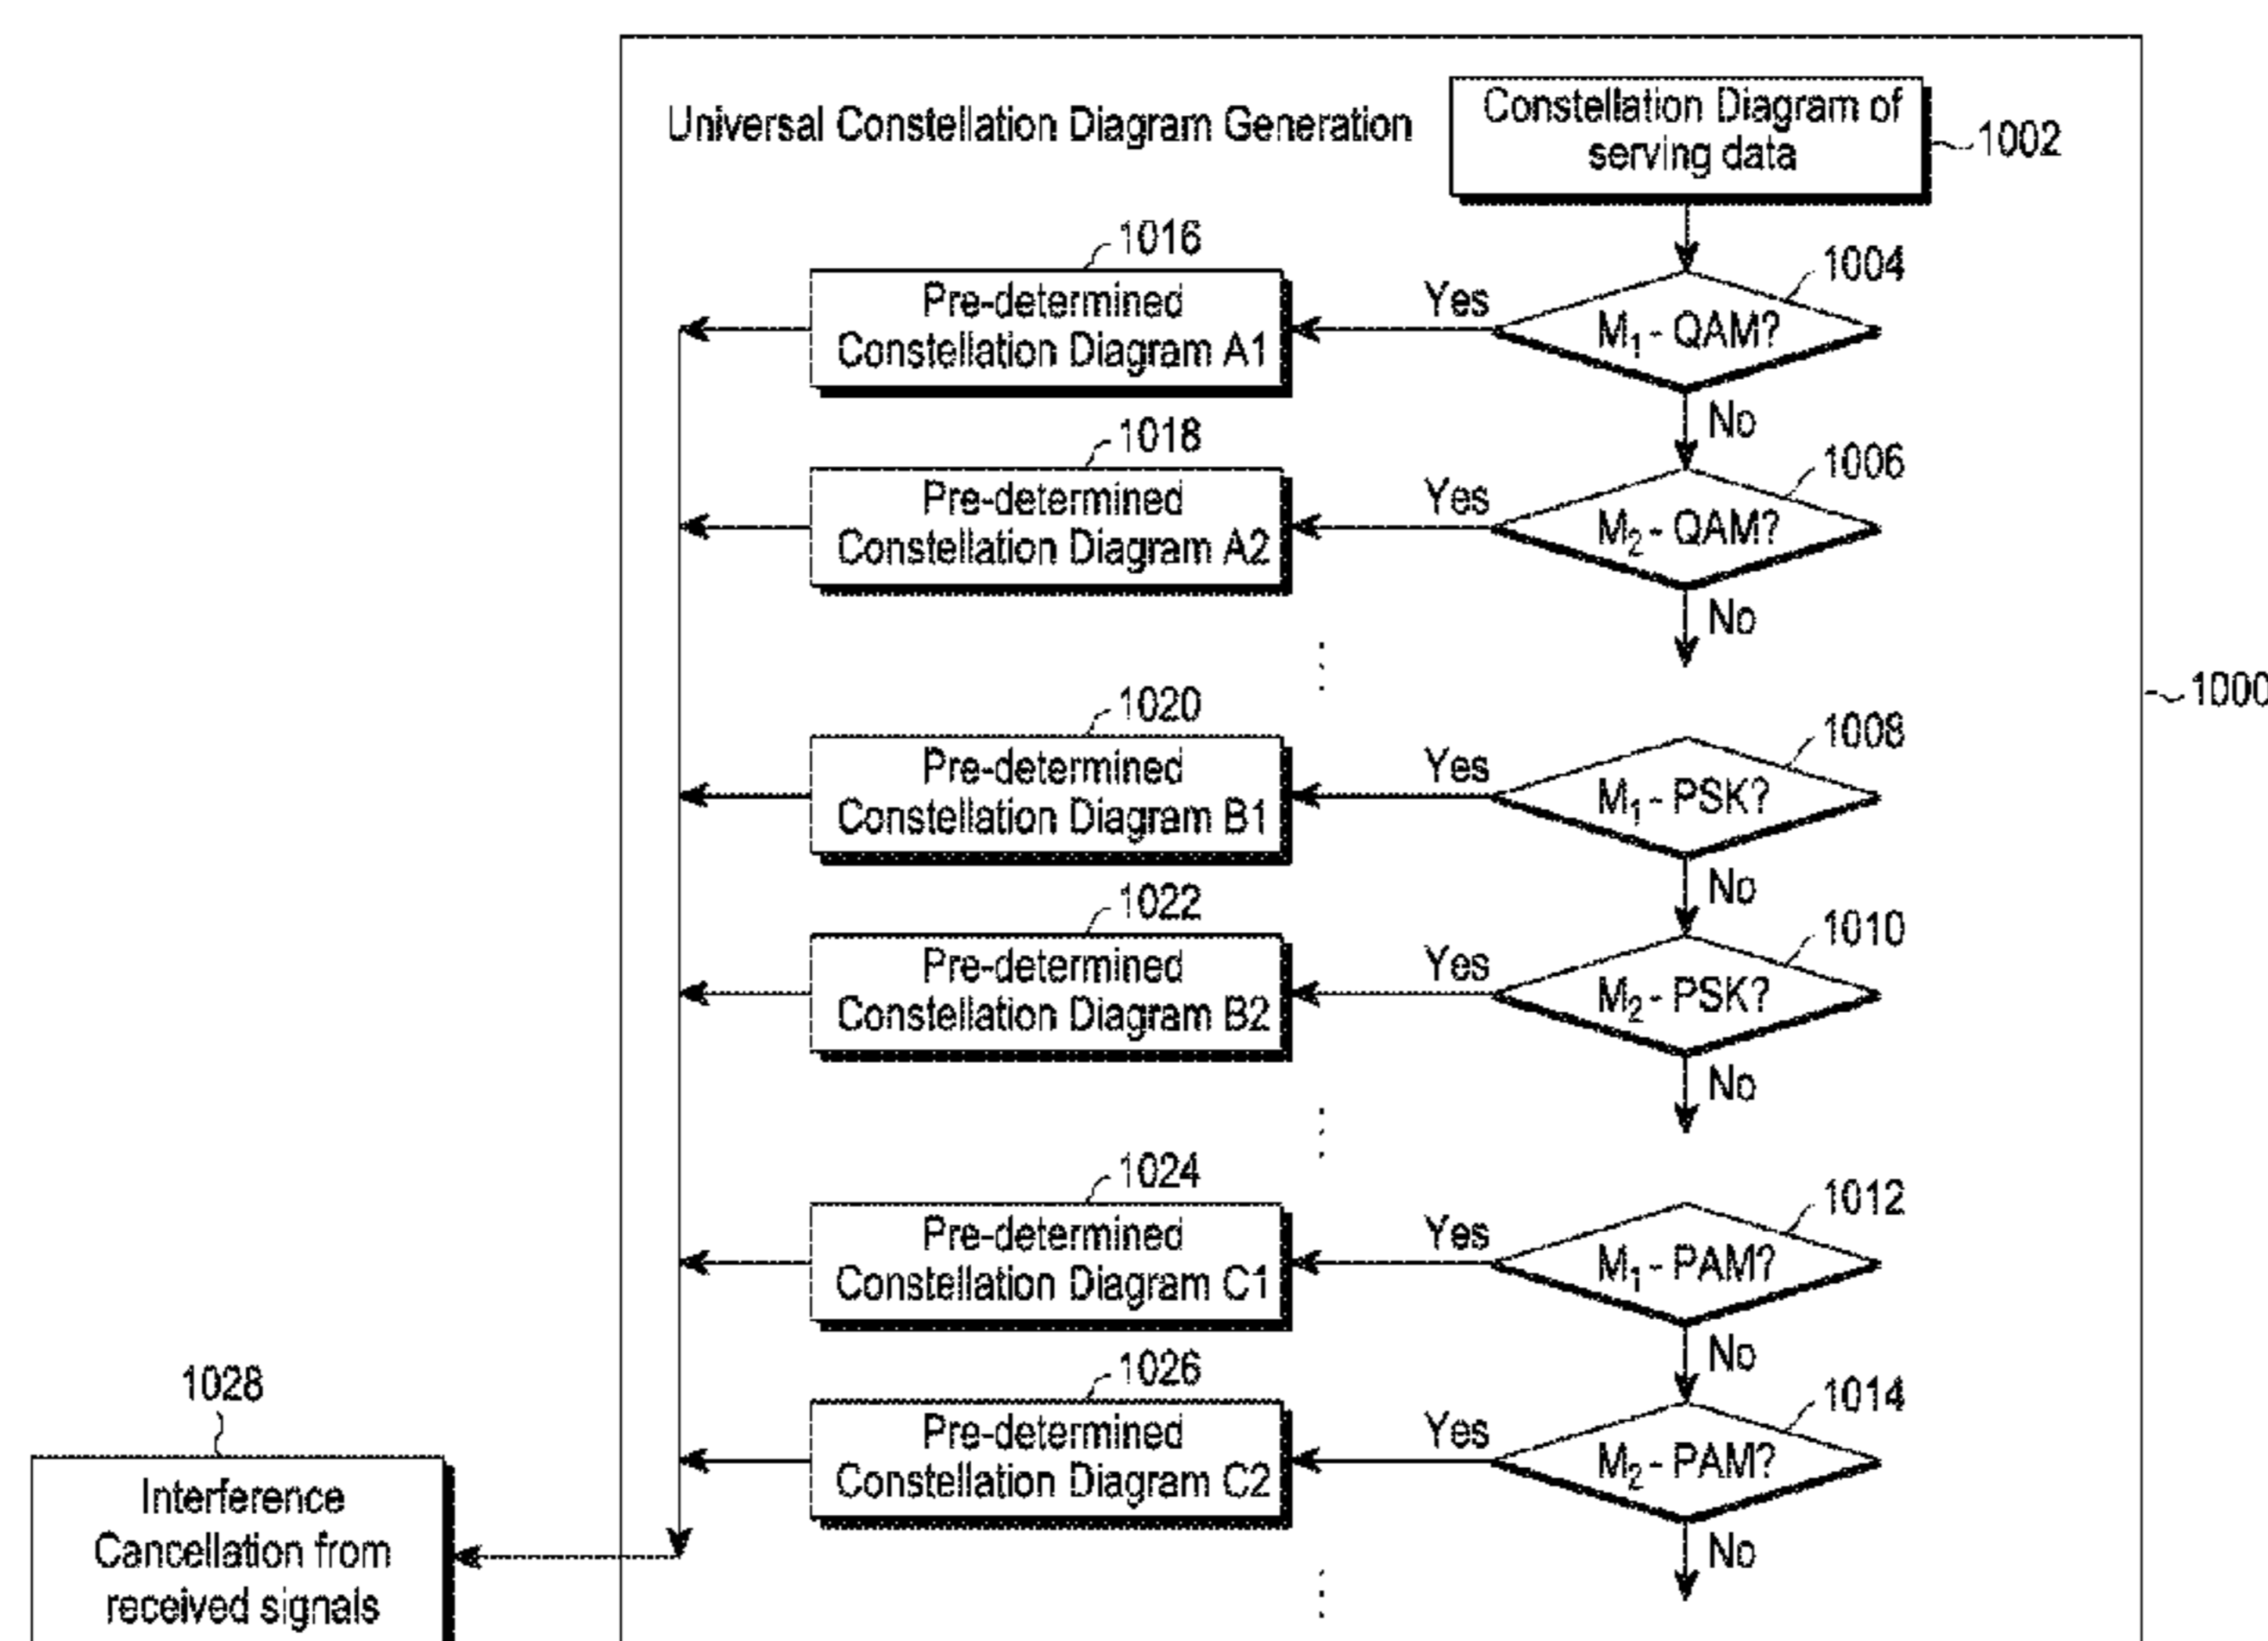 Universal Constellation Diagram Generation
Constellation Diagram of
serving data
1002
1016
Pre-determined
Constellation Diagram A1
Yes
M₁ - QAM?
1004
No
1018
Pre-determined
Constellation Diagram A2
Yes
M₂ - QAM?
1006
No
1000
1020
Pre-determined
Constellation Diagram B1
Yes
M₁ - PSK?
1008
No
1022
Pre-determined
Constellation Diagram B2
Yes
M₂ - PSK?
1010
No
1024
Pre-determined
Constellation Diagram C1
Yes
M₁ - PAM?
1012
No
1026
Pre-determined
Constellation Diagram C2
Yes
M₂ - PAM?
1014
No
1028
Interference
Cancellation from
received signals